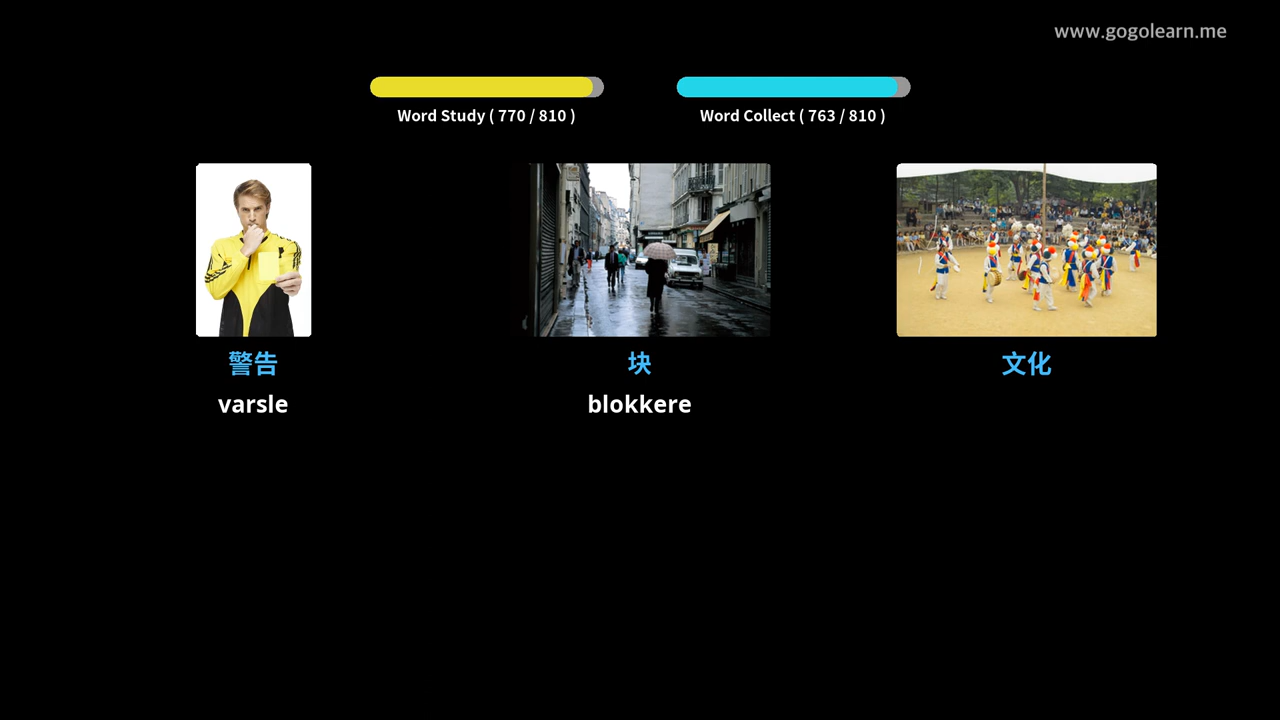 www.gogolearn.me
Word Study ( 770 / 810 )
Word Collect ( 763 / 810 )
警告
块
文化
varsle
blokkere